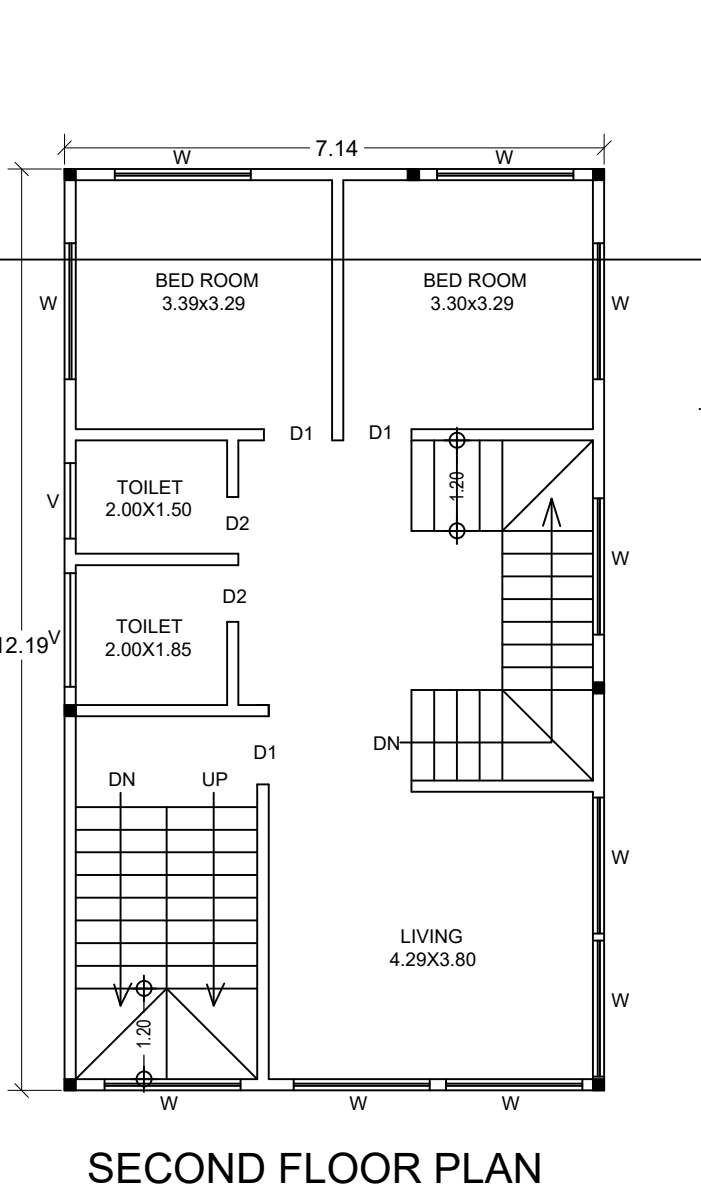 7.14
W
W
BED ROOM
3.39x3.29
BED ROOM
3.30x3.29
W
W
D1
D1
1.20
TOILET
2.00X1.50
V
D2
W
D2
TOILET
2.00X1.85
12.19
V
D1
DN
DN
UP
W
LIVING
4.29X3.80
W
1.20
W
W
W
SECOND FLOOR PLAN